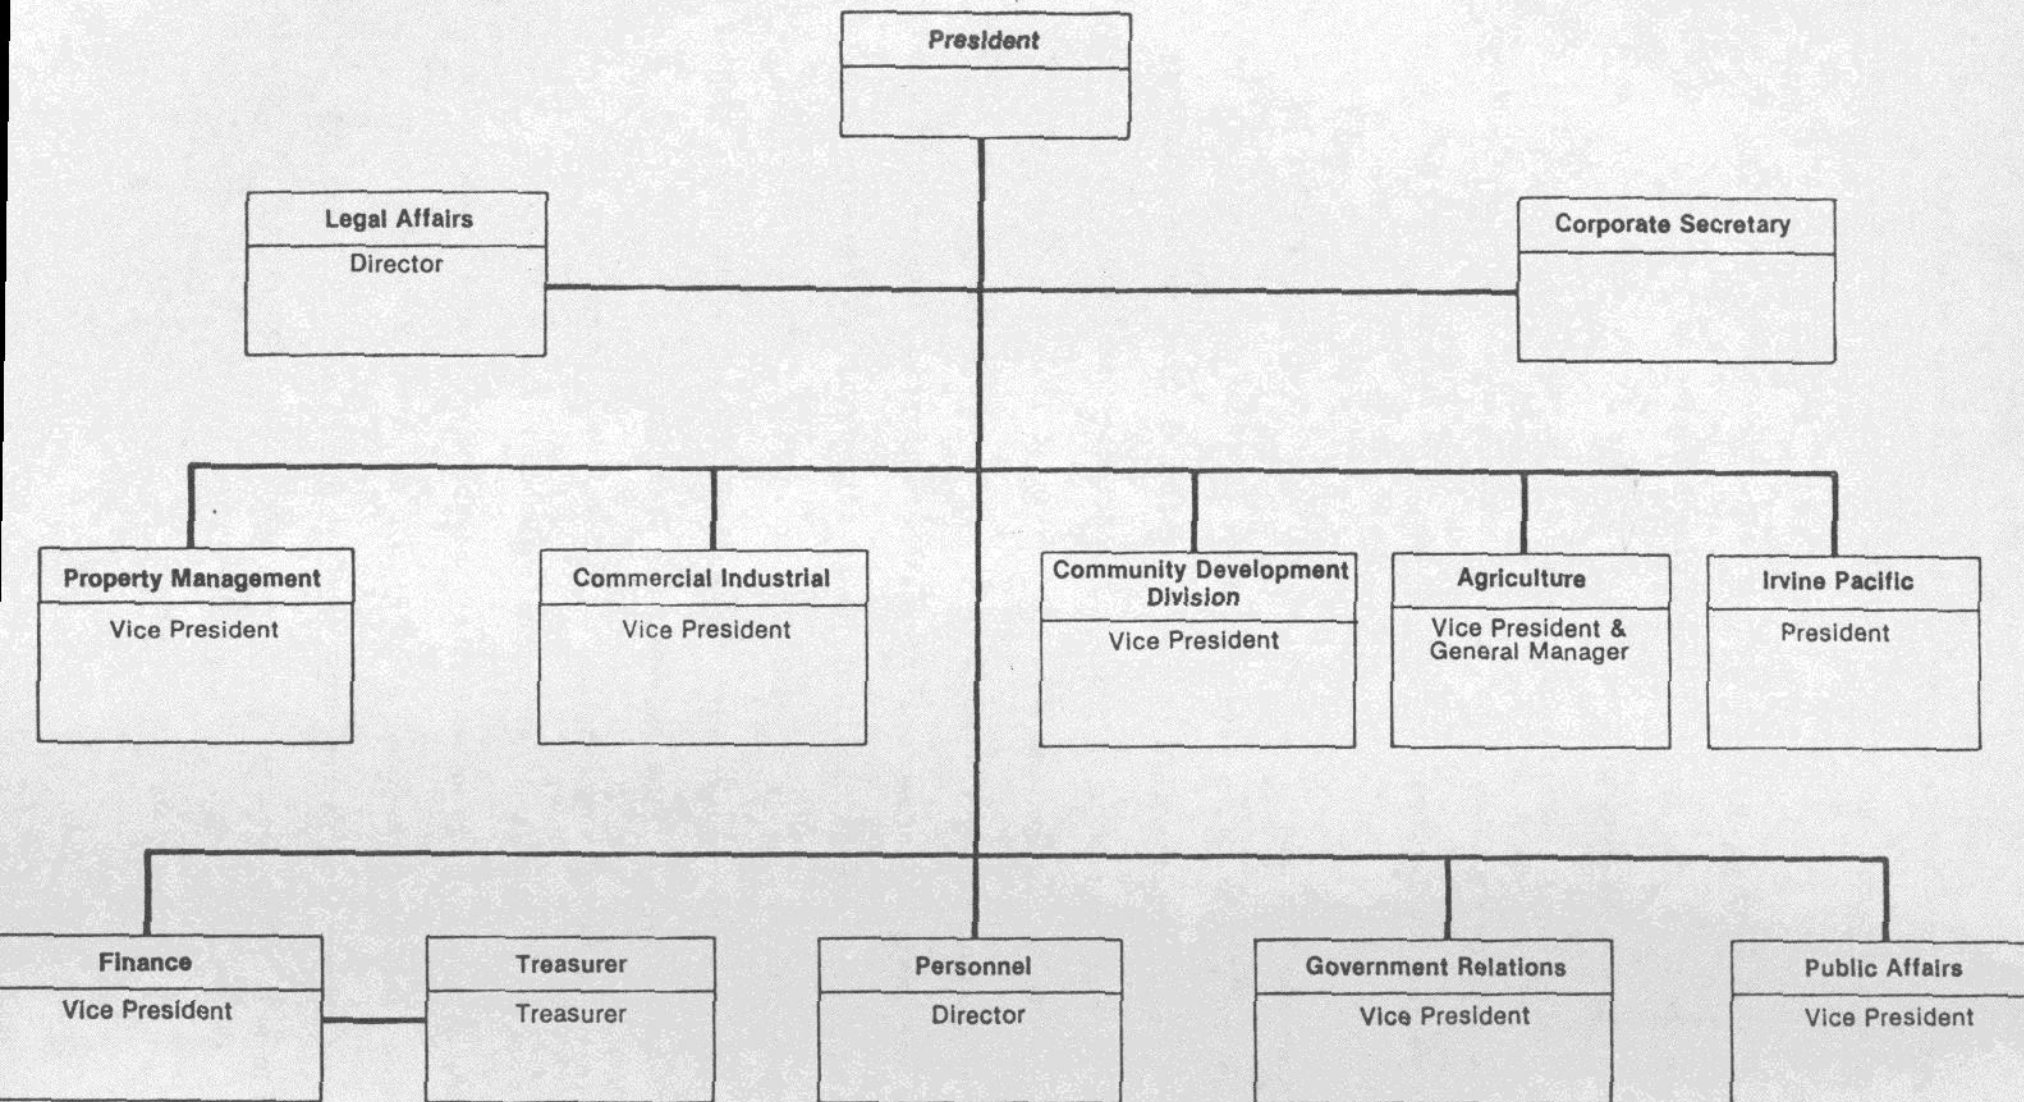 President
Legal Affairs
Director
Corporate Secretary
Property Management
Vice President
Commercial Industrial
Vice President
Community Development
Division
Vice President
Agriculture
Vice President &
General Manager
Irvine Pacific
President
Finance
Vice President
Treasurer
Treasurer
Personnel
Director
Government Relations
Vice President
Public Affairs
Vice President